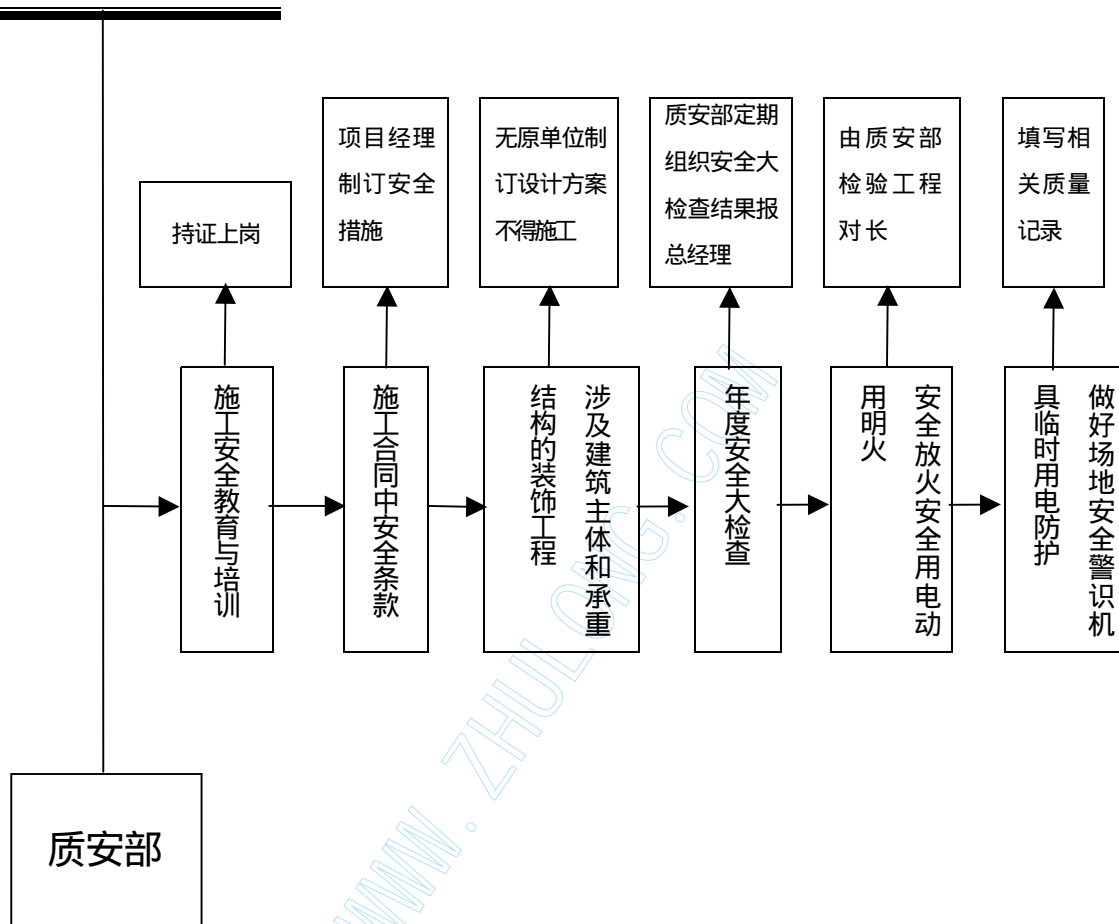 持证上岗
项目经理
制订安全
措施
无原单位制
订设计方案
不得施工
质安部定期
组织安全大
检查结果报
总经理
由质安部
检验工程
对长
填写相
关质量
记录
施工安全教育与培训
施工合同中安全条款
涉及建筑主体和承重
结构的装饰工程
年度安全大检查
安全放火安全用电动
用明火
做好场地安全警识机
具临时用电防护
质安部
WWW.ZHULONG.COM